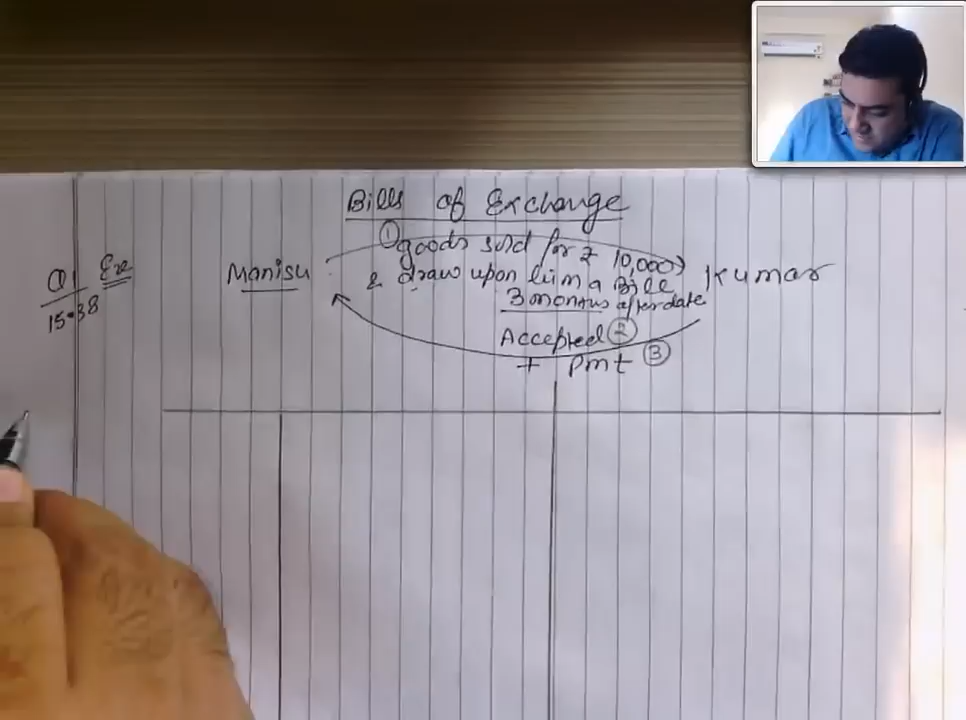 Bills of Exchange
① goods sold for ₹ 10,000
Q1 Exe
15.38
Manisu
& draw upon him a Bill
Kumar
3 months after date
Accepted ②
+ Pmt ③